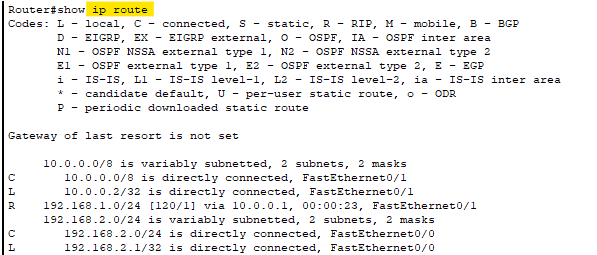 Router#show ip route
Codes: L - local, C - connected, S - static, R - RIP, M - mobile, B - BGP
       D - EIGRP, EX - EIGRP external, O - OSPF, IA - OSPF inter area
       N1 - OSPF NSSA external type 1, N2 - OSPF NSSA external type 2
       E1 - OSPF external type 1, E2 - OSPF external type 2, E - EGP
       i - IS-IS, L1 - IS-IS level-1, L2 - IS-IS level-2, ia - IS-IS inter area
       * - candidate default, U - per-user static route, o - ODR
       P - periodic downloaded static route
Gateway of last resort is not set
     10.0.0.0/8 is variably subnetted, 2 subnets, 2 masks
C       10.0.0.0/8 is directly connected, FastEthernet0/1
L       10.0.0.2/32 is directly connected, FastEthernet0/1
R    192.168.1.0/24 [120/1] via 10.0.0.1, 00:00:23, FastEthernet0/1
     192.168.2.0/24 is variably subnetted, 2 subnets, 2 masks
C       192.168.2.0/24 is directly connected, FastEthernet0/0
L       192.168.2.1/32 is directly connected, FastEthernet0/0